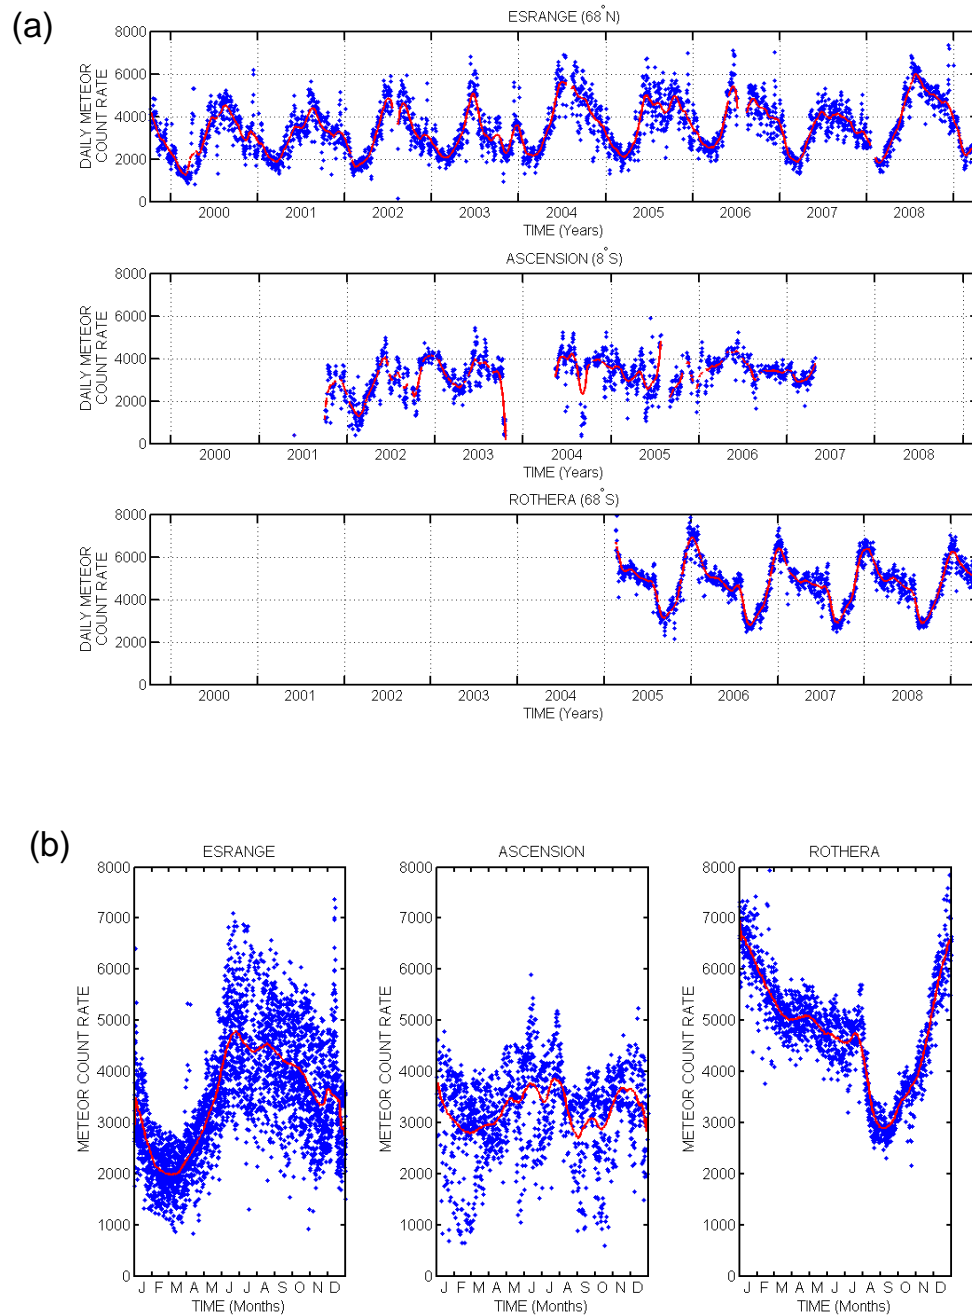 (a)
ESRANGE (68°N)
DAILY METEOR
COUNT RATE
8000
6000
4000
2000
0
2000 2001 2002 2003 2004 2005 2006 2007 2008
TIME (Years)
ASCENSION (8°S)
DAILY METEOR
COUNT RATE
8000
6000
4000
2000
0
2000 2001 2002 2003 2004 2005 2006 2007 2008
TIME (Years)
ROTHERA (68°S)
DAILY METEOR
COUNT RATE
8000
6000
4000
2000
0
2000 2001 2002 2003 2004 2005 2006 2007 2008
TIME (Years)
(b)
ESRANGE
METEOR COUNT RATE
8000
7000
6000
5000
4000
3000
2000
1000
0
J F M A M J J A S O N D
TIME (Months)
ASCENSION
METEOR COUNT RATE
8000
7000
6000
5000
4000
3000
2000
1000
0
J F M A M J J A S O N D
TIME (Months)
ROTHERA
METEOR COUNT RATE
8000
7000
6000
5000
4000
3000
2000
1000
0
J F M A M J J A S O N D
TIME (Months)